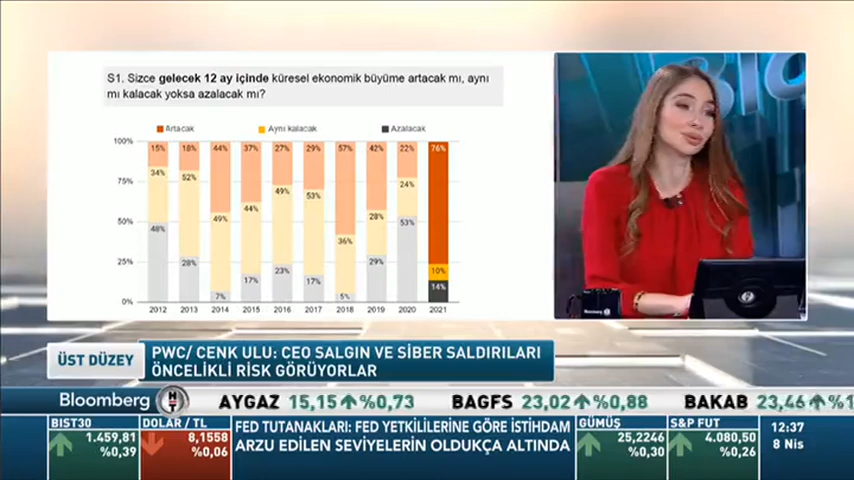 S1. Sizce gelecek 12 ay içinde küresel ekonomik büyüme artacak mı, aynı
mı kalacak yoksa azalacak mı?
Artacak Aynı kalacak Azalacak
100% 15% 18% 44% 37% 27% 29% 57% 42% 22% 76%
75% 34% 52% 49% 44% 49% 53% 36% 28% 24% 10%
50% 48% 28% 7% 17% 23% 17% 5% 29% 53% 14%
25%
0%
2012 2013 2014 2015 2016 2017 2018 2019 2020 2021
Bloomberg HT
ÜST DÜZEY
PWC/ CENK ULU: CEO SALGIN VE SİBER SALDIRILARI
ÖNCELİKLİ RİSK GÖRÜYORLAR
Bloomberg HT AYGAZ 15,15 %0,73 BAGFS 23,02 %0,88 BAKAB 23,46 %1
BIST30
1.459,81
%0,39
DOLAR / TL
8,1558
%0,06
FED TUTANAKLARI: FED YETKİLİLERİNE GÖRE İSTİHDAM
ARZU EDİLEN SEVİYELERİN OLDUKÇA ALTINDA
GÜMÜŞ
25,2246
%0,30
S&P FUT
4.080,50
%0,26
12:37
8 Nis